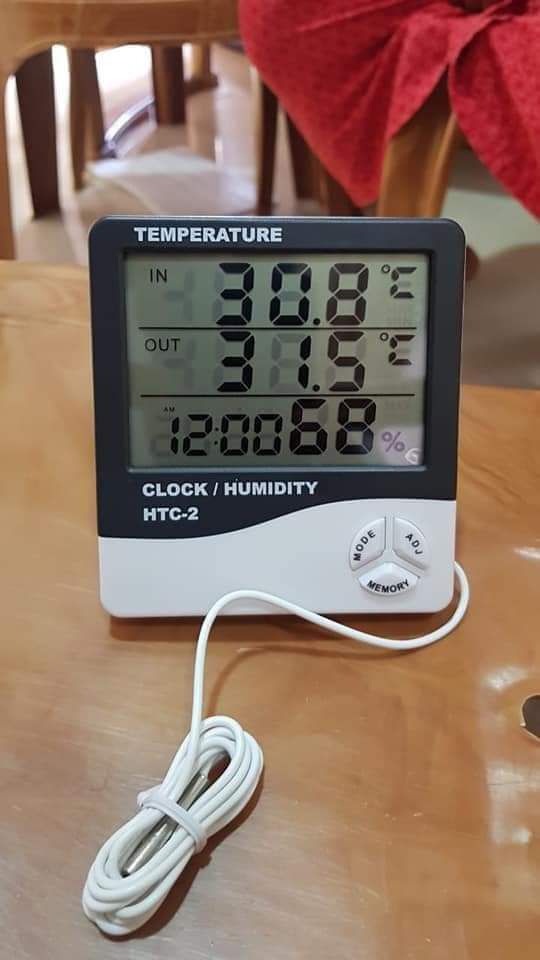 TEMPERATURE
IN 30.8 °C
OUT 31.5 °C
AM 12:00 68 %
CLOCK / HUMIDITY
HTC-2
MODE ADJ
MEMORY